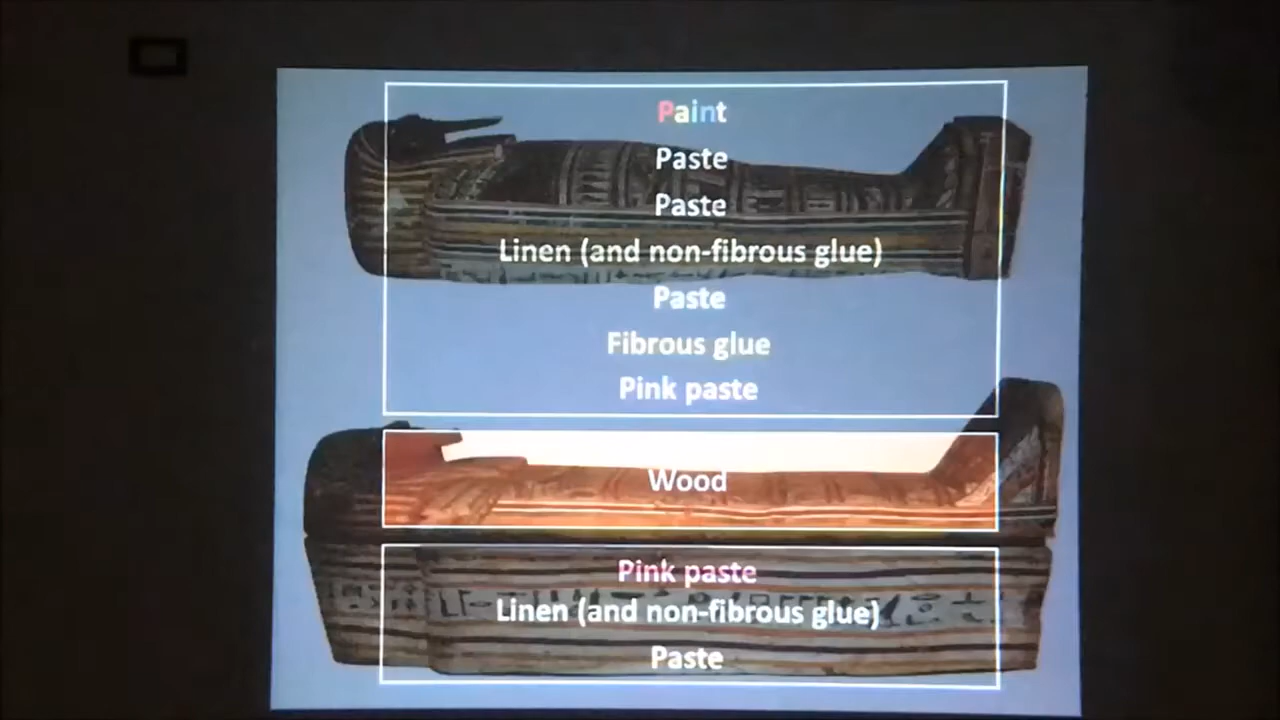 Paint
Paste
Paste
Linen (and non-fibrous glue)
Paste
Fibrous glue
Pink paste
Wood
Pink paste
Linen (and non-fibrous glue)
Paste